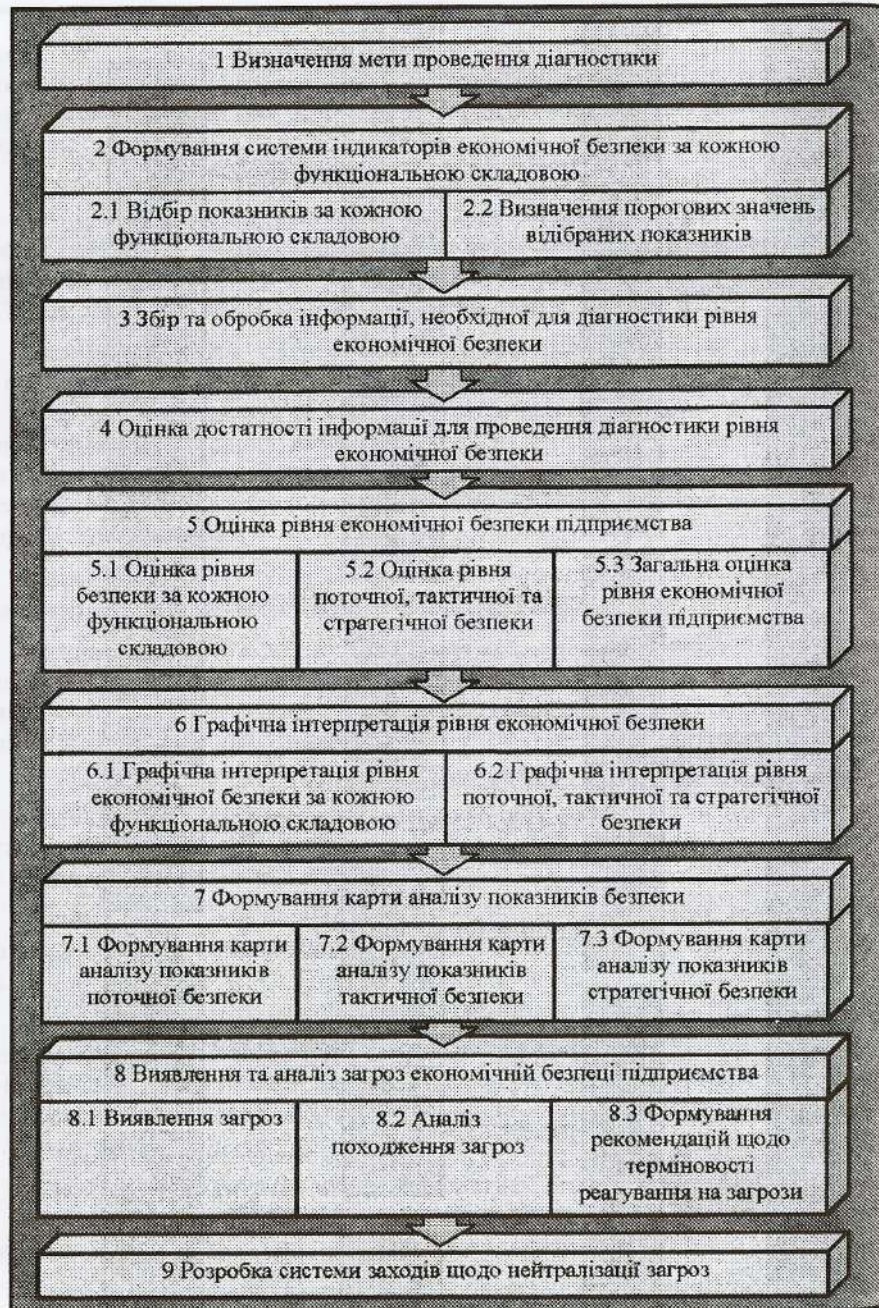 1 Визначення мети проведення діагностики
2 Формування системи індикаторів економічної безпеки за кожною
функціональною складовою
2.1 Відбір показників за кожною
функціональною складовою
2.2 Визначення порогових значень
відібраних показників
3 Збір та обробка інформації, необхідної для діагностики рівня
економічної безпеки
4 Оцінка достатності інформації для проведення діагностики рівня
економічної безпеки
5 Оцінка рівня економічної безпеки підприємства
5.1 Оцінка рівня
безпеки за кожною
функціональною
складовою
5.2 Оцінка рівня
поточної, тактичної та
стратегічної безпеки
5.3 Загальна оцінка
рівня економічної
безпеки підприємства
6 Графічна інтерпретація рівня економічної безпеки
6.1 Графічна інтерпретація рівня
економічної безпеки за кожною
функціональною складовою
6.2 Графічна інтерпретація рівня
поточної, тактичної та стратегічної
безпеки
7 Формування карти аналізу показників безпеки
7.1 Формування карти
аналізу показників
поточної безпеки
7.2 Формування карти
аналізу показників
тактичної безпеки
7.3 Формування карти
аналізу показників
стратегічної безпеки
8 Виявлення та аналіз загроз економічній безпеці підприємства
8.1 Виявлення загроз
8.2 Аналіз
походження загроз
8.3 Формування
рекомендацій щодо
терміновості
реагування на загрози
9 Розробка системи заходів щодо нейтралізації загроз